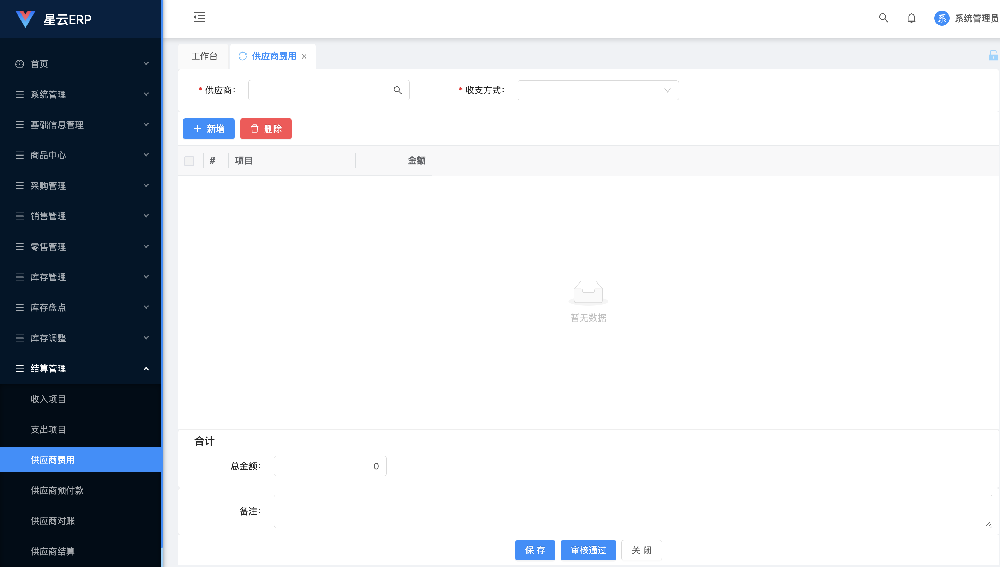 星云ERP
系 系统管理员
首页
系统管理
基础信息管理
商品中心
采购管理
销售管理
零售管理
库存管理
库存盘点
库存调整
结算管理
收入项目
支出项目
供应商费用
供应商预付款
供应商对账
供应商结算
工作台 供应商费用
* 供应商： * 收支方式：
新增 删除
# 项目 金额
暂无数据
合计
总金额： 0
备注：
保 存 审核通过 关 闭